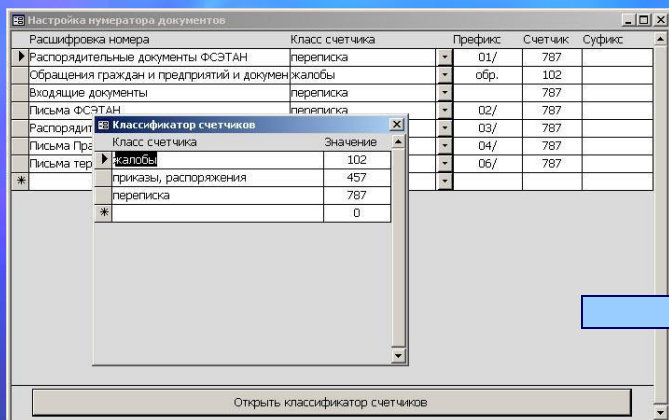 Настройка нумератора документов
Расшифровка номера Класс счетчика Префикс Счетчик Суфикс
Распорядительные документы ФСЭТАН переписка 01/ 787
Обращения граждан и предприятий и докумен жалобы обр. 102
Входящие документы переписка 787
Письма ФСЭТАН переписка 02/ 787
Распорядит 03/ 787
Письма Пра 04/ 787
Письма тер 06/ 787
Классификатор счетчиков
Класс счетчика Значение
жалобы 102
приказы, распоряжения 457
переписка 787
0
Открыть классификатор счетчиков